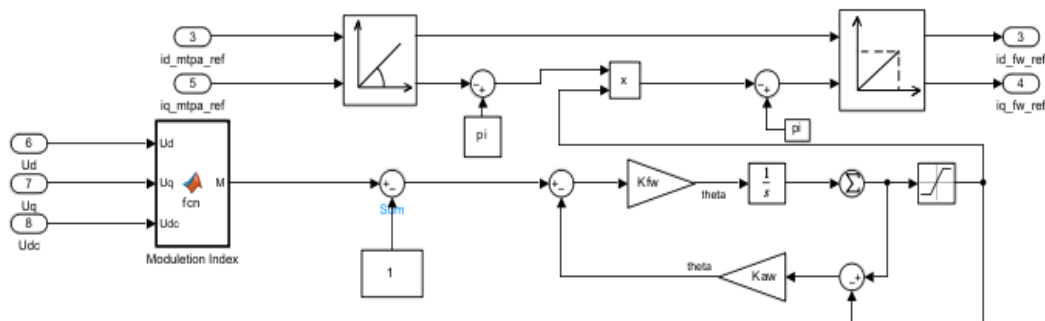 3
id_mtpa_ref
3
id_fw_ref
5
iq_mtpa_ref
x
4
iq_fw_ref
pi
pi
6
Ud
7
Uq
8
Udc
Ud
Uq
Udc
fcn
M
Moduletion Index
Sum
1
Kfw
theta
1
s
Σ
theta
Kaw